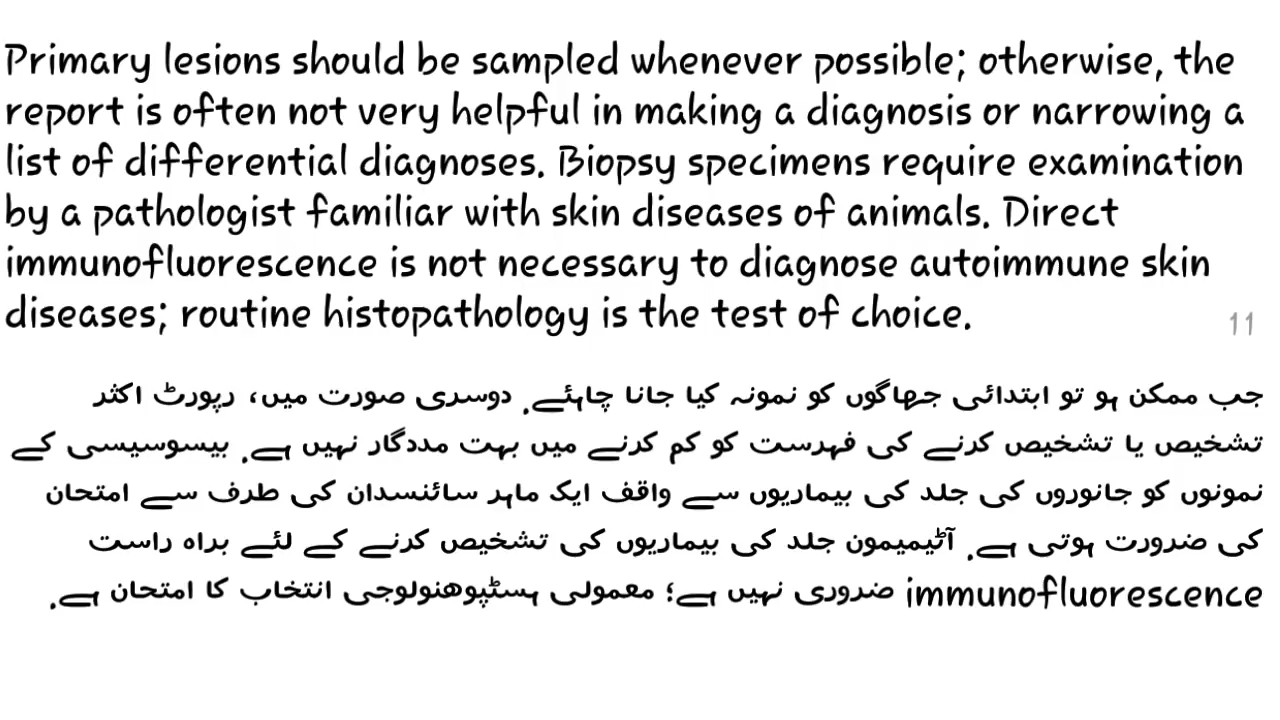 Primary lesions should be sampled whenever possible; otherwise, the
report is often not very helpful in making a diagnosis or narrowing a
list of differential diagnoses. Biopsy specimens require examination
by a pathologist familiar with skin diseases of animals. Direct
immunofluorescence is not necessary to diagnose autoimmune skin
diseases; routine histopathology is the test of choice.
11
جب ممکن ہو تو ابتدائی جھاگوں کو نمونہ کیا جانا چاہئے. دوسری صورت میں، رپورٹ اکثر
تشخیص یا تشخیص کرنے کی فہرست کو کم کرنے میں بہت مددگار نہیں ہے. بیسوسیسی کے
نمونوں کو جانوروں کی جلد کی بیماریوں سے واقف ایک ماہر سائنسدان کی طرف سے امتحان
کی ضرورت ہوتی ہے. آٹیمیمون جلد کی بیماریوں کی تشخیص کرنے کے لئے براہ راست
immunofluorescence ضروری نہیں ہے؛ معمولی ہسٹپوھنولوجی انتخاب کا امتحان ہے.